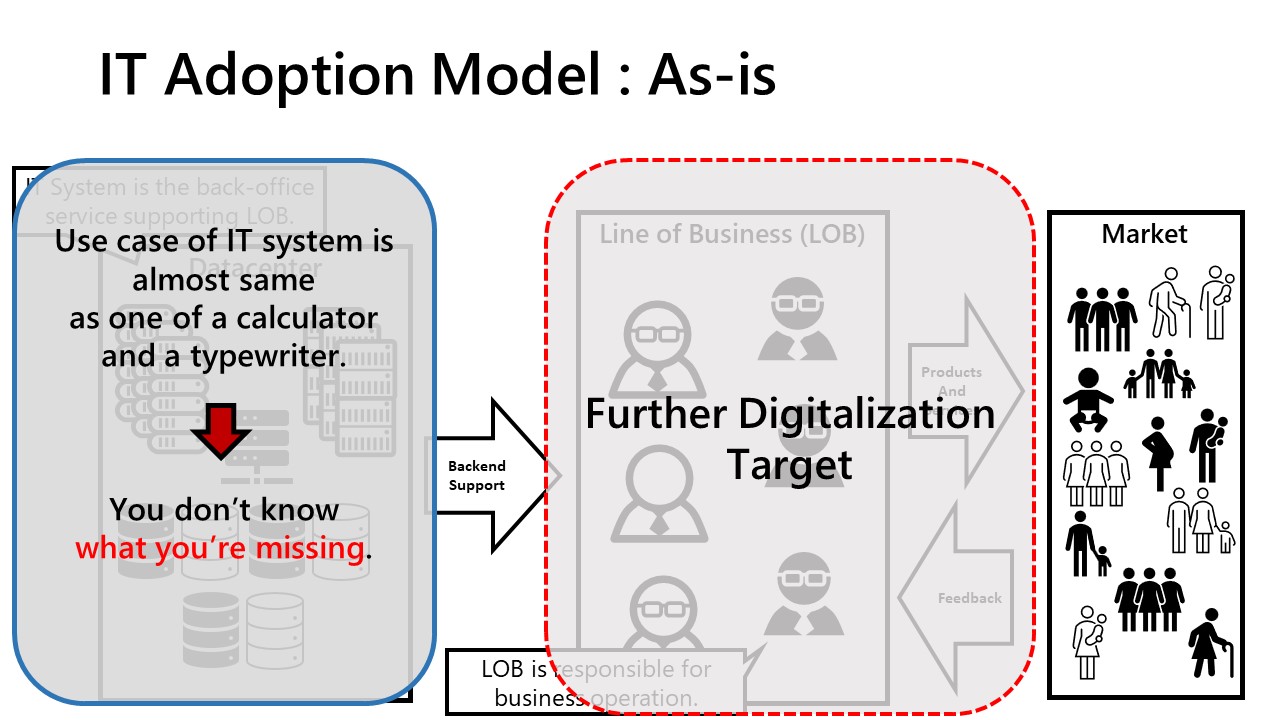 IT Adoption Model : As-is
IT System is the back-office
service supporting LOB.
Datacenter
Use case of IT system is
almost same
as one of a calculator
and a typewriter.
You don’t know
what you’re missing.
Backend
Support
Line of Business (LOB)
Further Digitalization
Target
Products
And
Feedback
LOB is responsible for
business operation.
Market